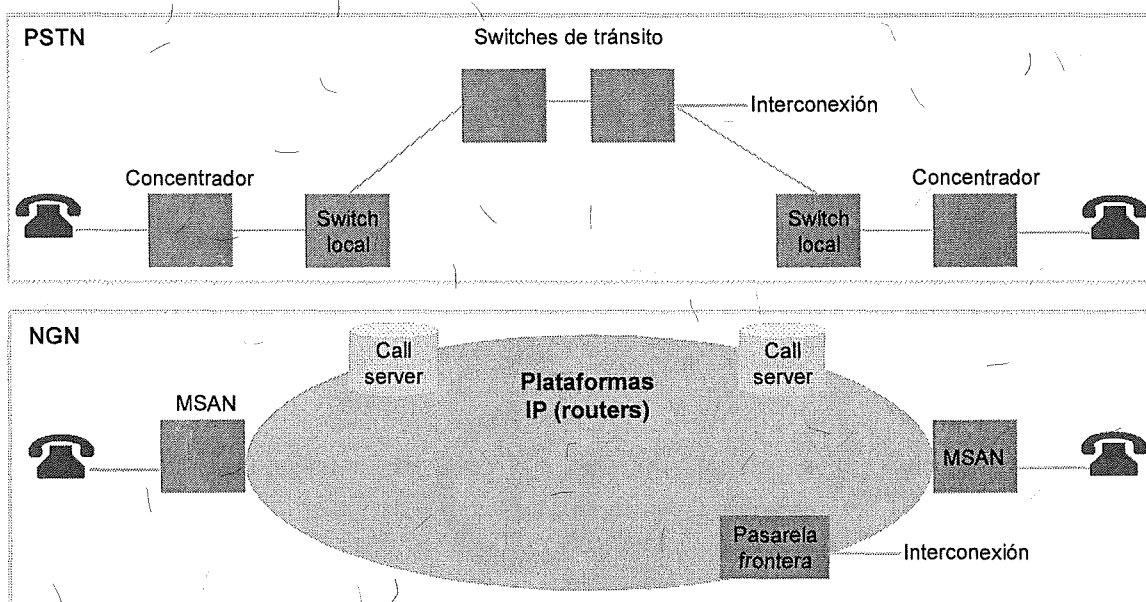 PSTN
Switches de tránsito
Interconexión
Concentrador
Concentrador
Switch
local
Switch
local
NGN
Call
server
Call
server
Plataformas
IP (routers)
MSAN
MSAN
Pasarela
frontera
Interconexión